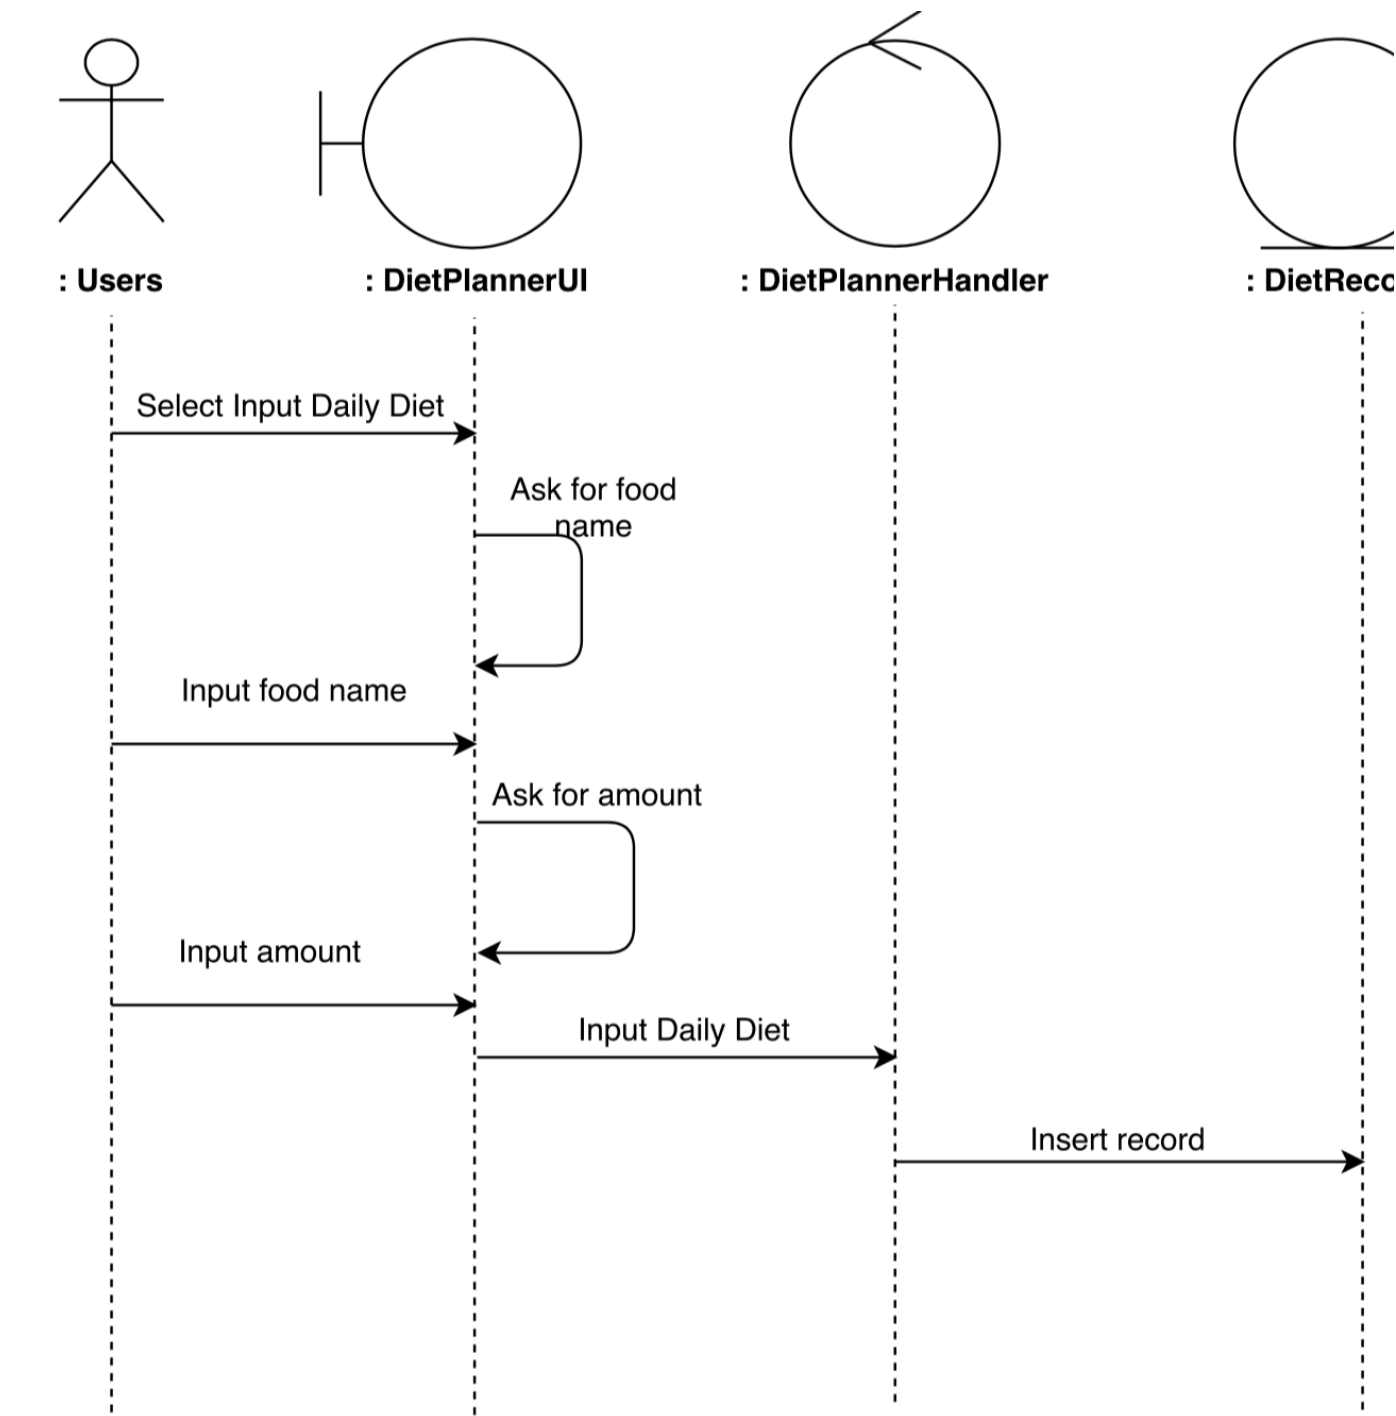 : Users
: DietPlannerUI
: DietPlannerHandler
Select Input Daily Diet
Ask for food
name
Input food name
Ask for amount
Input amount
Input Daily Diet
Insert record